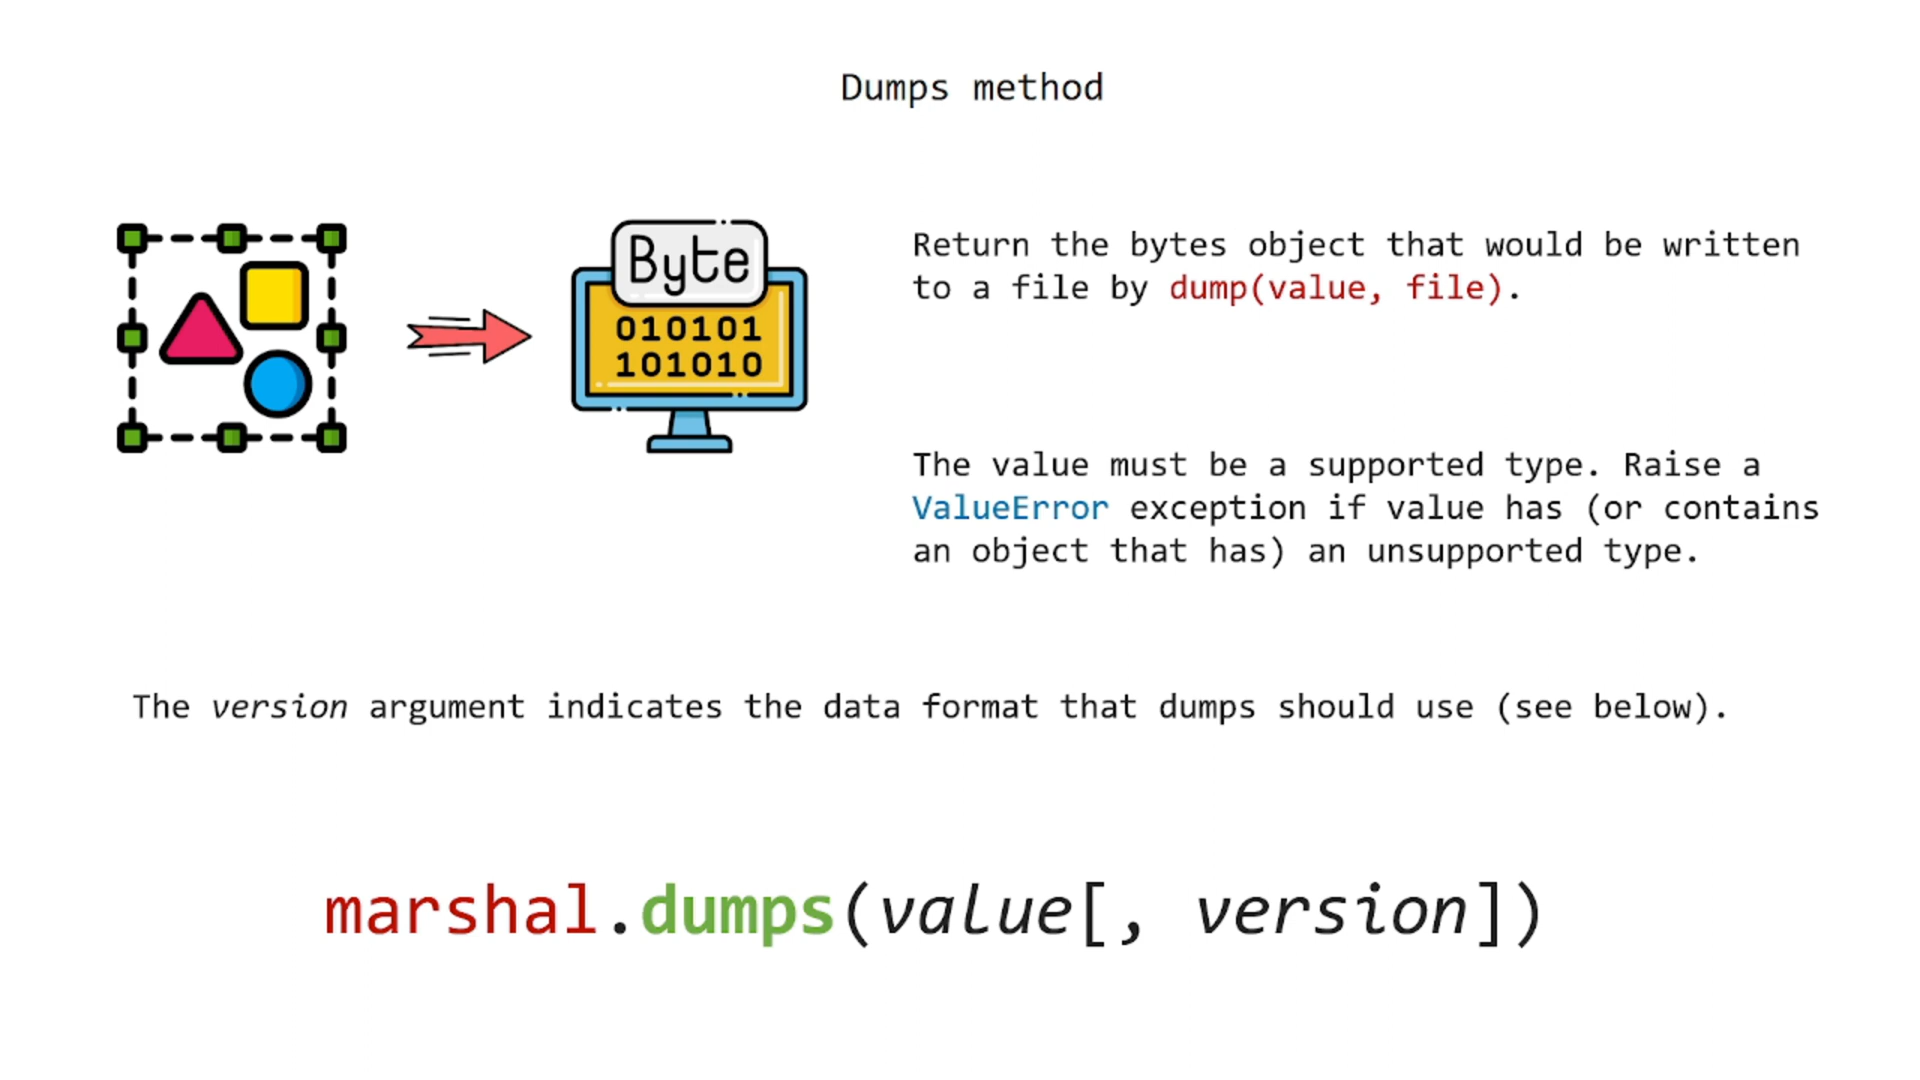 Dumps method
Byte
010101
101010
Return the bytes object that would be written
to a file by dump(value, file).
The value must be a supported type. Raise a
ValueError exception if value has (or contains
an object that has) an unsupported type.
The version argument indicates the data format that dumps should use (see below).
marshal.dumps(value[, version])